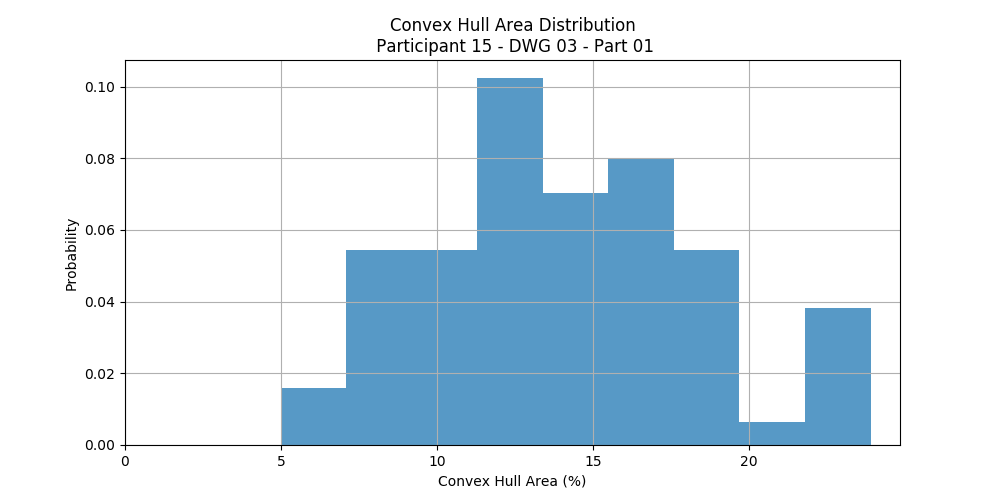 Convex Hull Area Distribution
Participant 15 - DWG 03 - Part 01
0.10
0.08
0.06
0.04
0.02
0.00
Probability
0 5 10 15 20
Convex Hull Area (%)